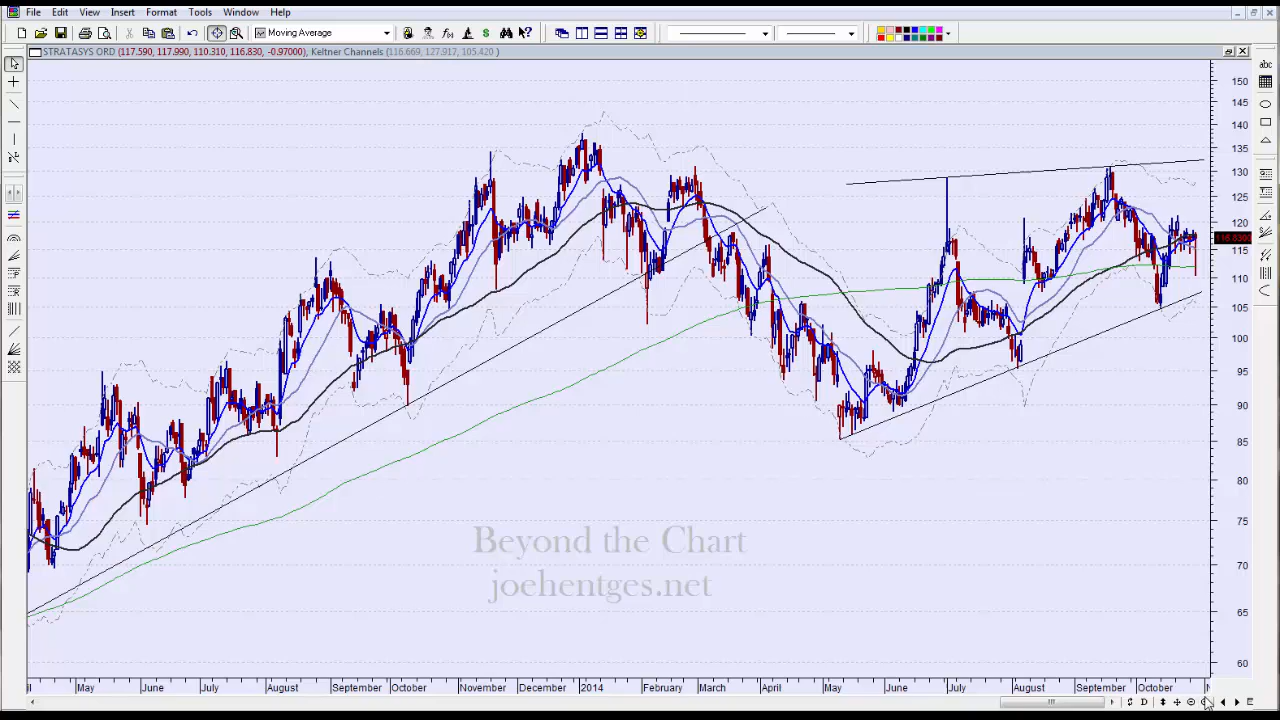 File Edit View Insert Format Tools Window Help
Moving Average
STRATASYS ORD (117.590, 117.990, 110.310, 116.830, -0.97000), Keltner Channels (116.669, 127.917, 105.420 )
abc
150
145
140
135
130
125
120
116.8300
115
110
105
100
95
90
85
80
75
70
65
60
Beyond the Chart
joehentges.net
May June July August September October November December 2014 February March April May June July August September October
D